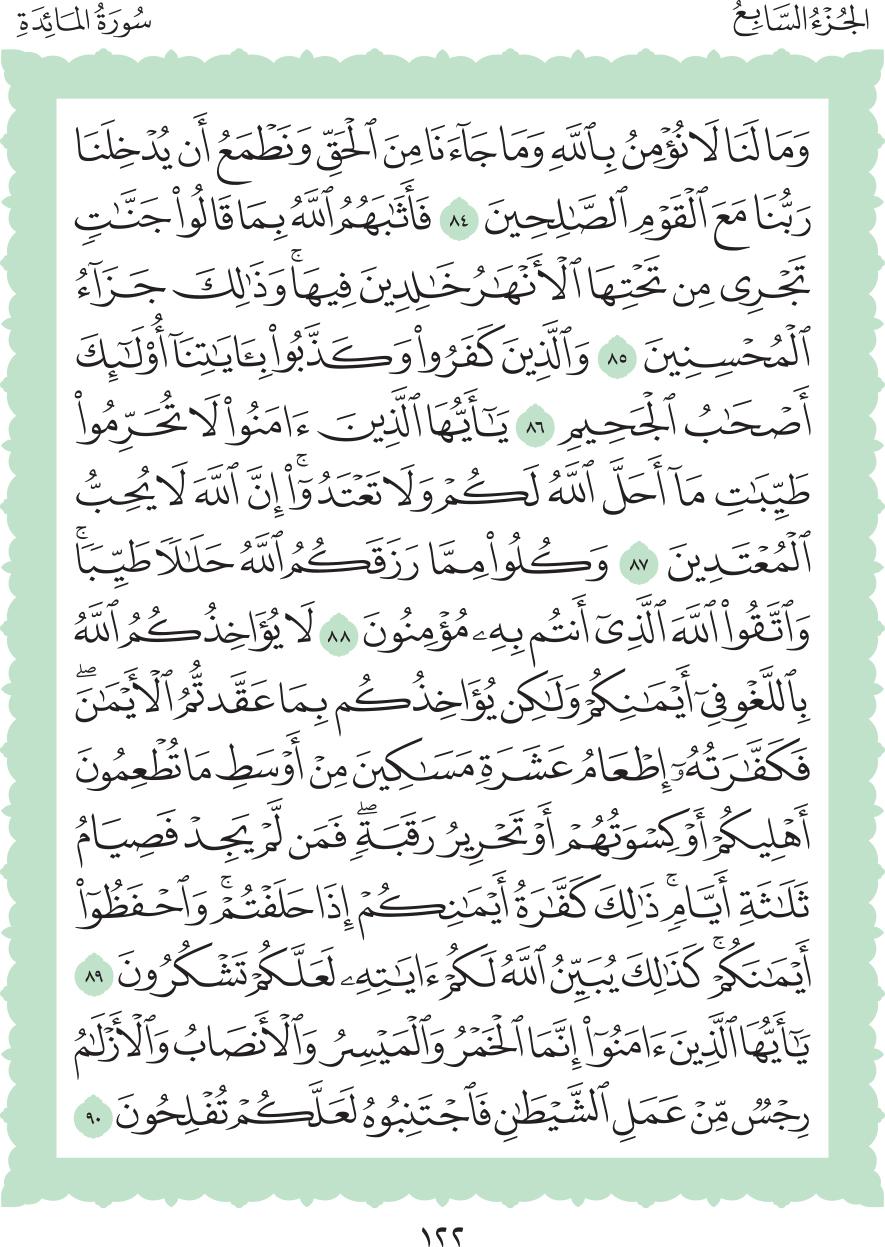 الجُزْءُ السَّابِعُ
سُورَةُ المَائِدَةِ
وَمَا لَنَا لَا نُؤْمِنُ بِٱللَّهِ وَمَا جَآءَنَا مِنَ ٱلْحَقِّ وَنَطْمَعُ أَن يُدْخِلَنَا
رَبُّنَا مَعَ ٱلْقَوْمِ ٱلصَّـٰلِحِينَ ٨٤ فَأَثَـٰبَهُمُ ٱللَّهُ بِمَا قَالُوا۟ جَنَّـٰتٍ
تَجْرِى مِن تَحْتِهَا ٱلْأَنْهَـٰرُ خَـٰلِدِينَ فِيهَا ۚ وَذَٰلِكَ جَزَآءُ
ٱلْمُحْسِنِينَ ٨٥ وَٱلَّذِينَ كَفَرُوا۟ وَكَذَّبُوا۟ بِـَٔايَـٰتِنَآ أُو۟لَـٰٓئِكَ
أَصْحَـٰبُ ٱلْجَحِيمِ ٨٦ يَـٰٓأَيُّهَا ٱلَّذِينَ ءَامَنُوا۟ لَا تُحَرِّمُوا۟
طَيِّبَـٰتِ مَآ أَحَلَّ ٱللَّهُ لَكُمْ وَلَا تَعْتَدُوٓا۟ ۚ إِنَّ ٱللَّهَ لَا يُحِبُّ
ٱلْمُعْتَدِينَ ٨٧ وَكُلُوا۟ مِمَّا رَزَقَكُمُ ٱللَّهُ حَلَـٰلًا طَيِّبًا ۚ
وَٱتَّقُوا۟ ٱللَّهَ ٱلَّذِىٓ أَنتُم بِهِۦ مُؤْمِنُونَ ٨٨ لَا يُؤَاخِذُكُمُ ٱللَّهُ
بِٱللَّغْوِ فِىٓ أَيْمَـٰنِكُمْ وَلَـٰكِن يُؤَاخِذُكُم بِمَا عَقَّدتُّمُ ٱلْأَيْمَـٰنَ ۖ
فَكَفَّـٰرَتُهُۥٓ إِطْعَامُ عَشَرَةِ مَسَـٰكِينَ مِنْ أَوْسَطِ مَا تُطْعِمُونَ
أَهْلِيكُمْ أَوْ كِسْوَتُهُمْ أَوْ تَحْرِيرُ رَقَبَةٍ ۖ فَمَن لَّمْ يَجِدْ فَصِيَامُ
ثَلَـٰثَةِ أَيَّامٍ ۚ ذَٰلِكَ كَفَّـٰرَةُ أَيْمَـٰنِكُمْ إِذَا حَلَفْتُمْ ۚ وَٱحْفَظُوٓا۟
أَيْمَـٰنَكُمْ ۚ كَذَٰلِكَ يُبَيِّنُ ٱللَّهُ لَكُمْ ءَايَـٰتِهِۦ لَعَلَّكُمْ تَشْكُرُونَ ٨٩
يَـٰٓأَيُّهَا ٱلَّذِينَ ءَامَنُوٓا۟ إِنَّمَا ٱلْخَمْرُ وَٱلْمَيْسِرُ وَٱلْأَنصَابُ وَٱلْأَزْلَـٰمُ
رِجْسٌ مِّنْ عَمَلِ ٱلشَّيْطَـٰنِ فَٱجْتَنِبُوهُ لَعَلَّكُمْ تُفْلِحُونَ ٩٠
١٢٢